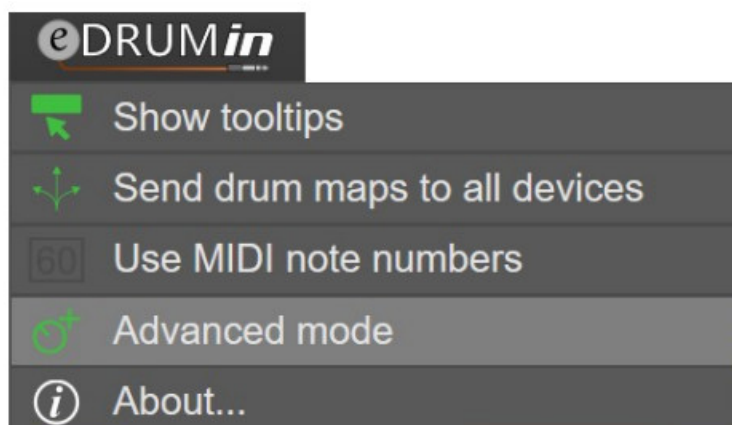 eDRUMin
Show tooltips
Send drum maps to all devices
60 Use MIDI note numbers
Advanced mode
i About...